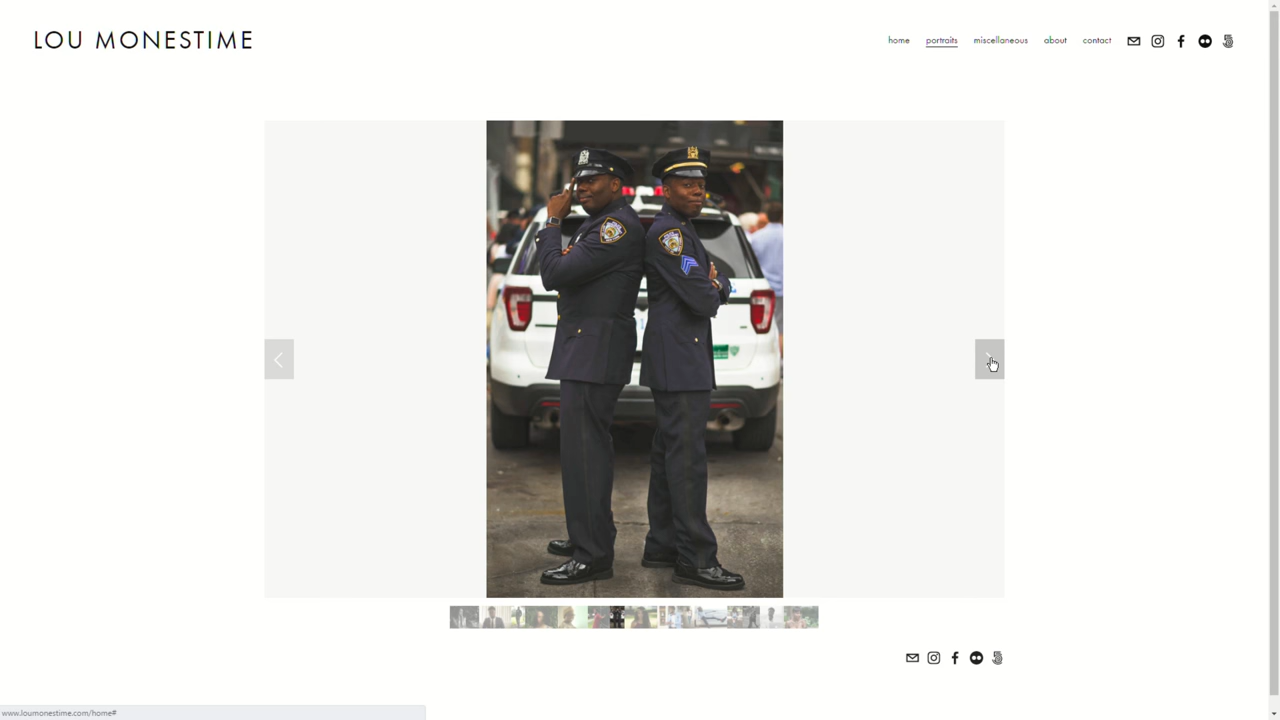 LOU MONESTIME
home portraits miscellaneous about contact
www.loumonestime.com/home#